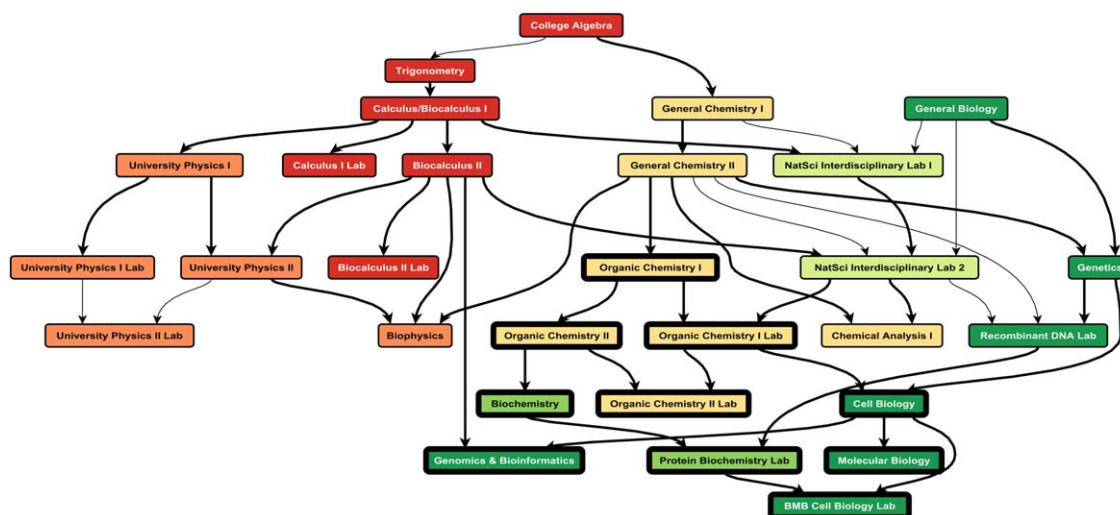 College Algebra
Trigonometry
Calculus/Biocalculus I
General Chemistry I
General Biology
University Physics I
Calculus I Lab
Biocalculus II
General Chemistry II
NatSci Interdisciplinary Lab I
University Physics I Lab
University Physics II
Biocalculus II Lab
Organic Chemistry I
NatSci Interdisciplinary Lab 2
Genetics
University Physics II Lab
Biophysics
Organic Chemistry II
Organic Chemistry I Lab
Chemical Analysis I
Recombinant DNA Lab
Biochemistry
Organic Chemistry II Lab
Cell Biology
Genomics & Bioinformatics
Protein Biochemistry Lab
Molecular Biology
BMB Cell Biology Lab